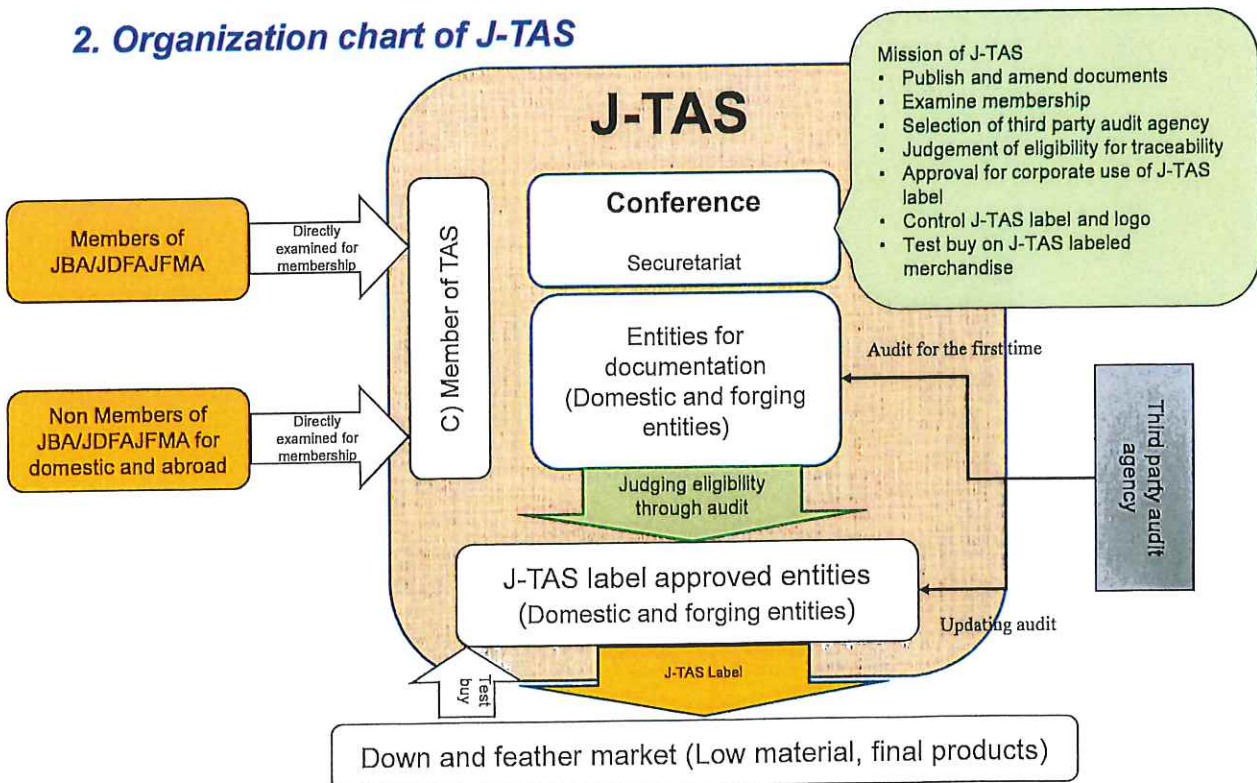 2. Organization chart of J-TAS
Mission of J-TAS
• Publish and amend documents
• Examine membership
• Selection of third party audit
agency
• Judgement of eligibility for traceability
• Approval for corporate use of J-TAS
label
• Control J-TAS label and logo
• Test buy on J-TAS labeled
merchandise
J-TAS
Members of
JBA/JDFAJFMA
Directly
examined for
membership
Non Members of
JBA/JDFAJFMA for
domestic and abroad
Directly
examined for
membership
C) Member of TAS
Conference
Securetariat
Entities for
documentation
(Domestic and forging
entities)
Audit for the first time
Third party audit
agency
Judging eligibility
through audit
J-TAS label approved entities
(Domestic and forging entities)
Updating audit
Test
buy
J-TAS Label
Down and feather market (Low material, final products)